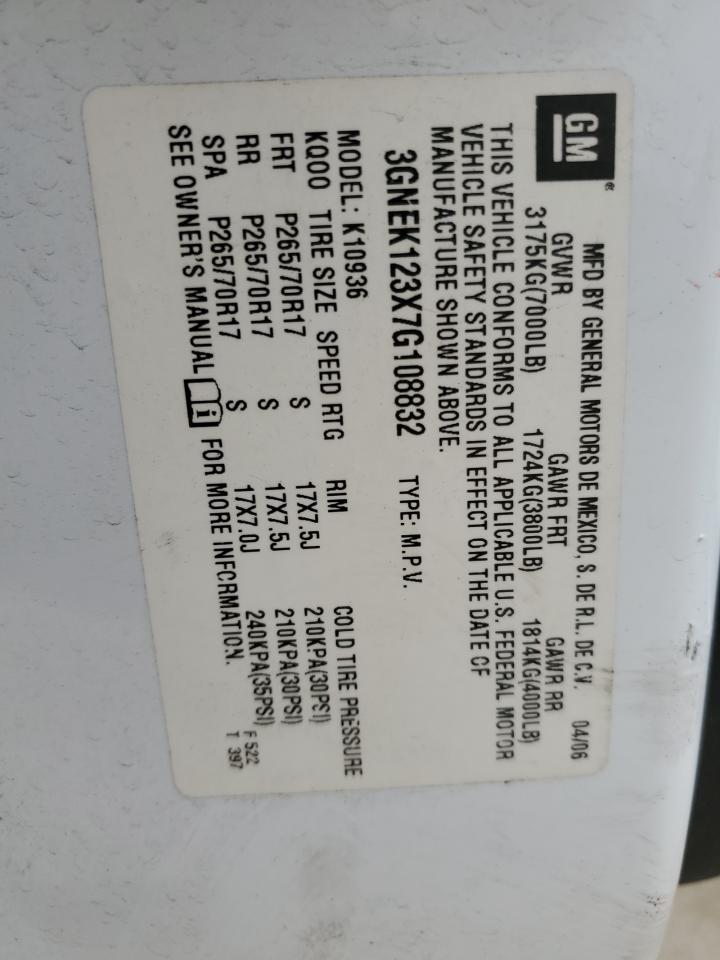 GM
MFD BY GENERAL MOTORS DE MEXICO, S. DE R.L. DE C.V. 04/06
GVWR GAWR FRT GAWR RR
3175KG(7000LB) 1724KG(3800LB) 1814KG(4000LB)
THIS VEHICLE CONFORMS TO ALL APPLICABLE U.S. FEDERAL MOTOR
VEHICLE SAFETY STANDARDS IN EFFECT ON THE DATE OF
MANUFACTURE SHOWN ABOVE.
3GNEK123X7G108832 TYPE: M.P.V.
MODEL: K10936
KQ00 TIRE SIZE SPEED RTG RIM COLD TIRE PRESSURE
FRT P265/70R17 S 17X7.5J 210KPA(30PSI)
RR P265/70R17 S 17X7.5J 210KPA(30PSI)
SPA P265/70R17 S 17X7.0J 240KPA(35PSI)
SEE OWNER'S MANUAL i FOR MORE INFORMATION.
F 522
T 397